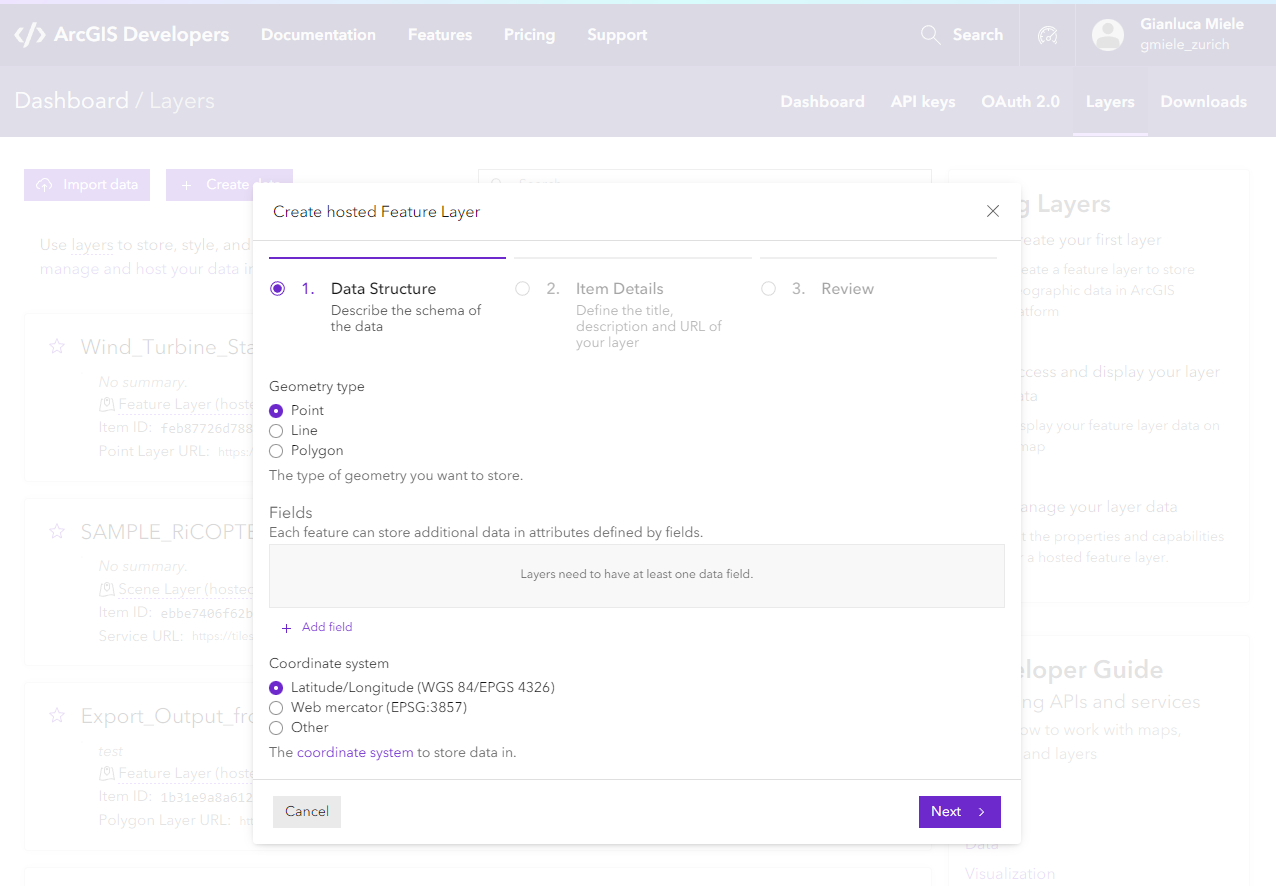 ArcGIS Developers Documentation Features Pricing Support Search Gianluca Miele
gmiele_zurich
Dashboard / Layers Dashboard API keys OAuth 2.0 Layers Downloads
Import data + Create data Search
Use layers to store, style, and
manage and host your data in
Wind_Turbine_Sta
No summary.
Feature Layer (hoste
Item ID: feb87726d788
Point Layer URL: https:/
SAMPLE_RiCOPTE
No summary.
Scene Layer (hosted
Item ID: ebbe7406f62b
Service URL: https://tiles
Export_Output_fro
test
Feature Layer (hoste
Item ID: 1b31e9a8a612
Polygon Layer URL: ht
Create hosted Feature Layer
1. Data Structure
Describe the schema of
the data
2. Item Details
Define the title,
description and URL of
your layer
3. Review
Geometry type
Point
Line
Polygon
The type of geometry you want to store.
Fields
Each feature can store additional data in attributes defined by fields.
Layers need to have at least one data field.
+ Add field
Coordinate system
Latitude/Longitude (WGS 84/EPGS 4326)
Web mercator (EPSG:3857)
Other
The coordinate system to store data in.
Cancel Next
g Layers
reate your first layer
eate a feature layer to store
ographic data in ArcGIS
atform
ccess and display your layer
ata
splay your feature layer data on
map
anage your layer data
t the properties and capabilities
r a hosted feature layer.
loper Guide
ng APIs and services
ow to work with maps,
and layers
Data
Visualization